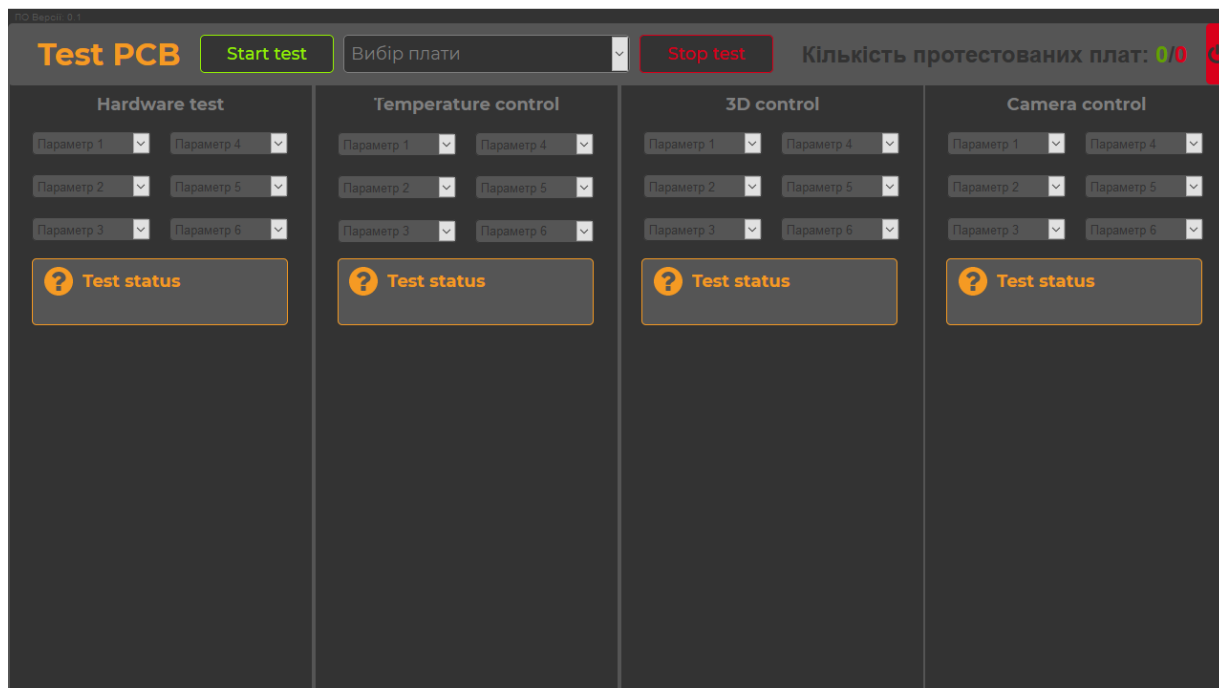 ПО Версії: 0.1
Test PCB Start test Вибір плати Stop test Кількість протестованих плат: 0/0
Hardware test Temperature control 3D control Camera control
Параметр 1 Параметр 4 Параметр 1 Параметр 4 Параметр 1 Параметр 4 Параметр 1 Параметр 4
Параметр 2 Параметр 5 Параметр 2 Параметр 5 Параметр 2 Параметр 5 Параметр 2 Параметр 5
Параметр 3 Параметр 6 Параметр 3 Параметр 6 Параметр 3 Параметр 6 Параметр 3 Параметр 6
? Test status ? Test status ? Test status ? Test status